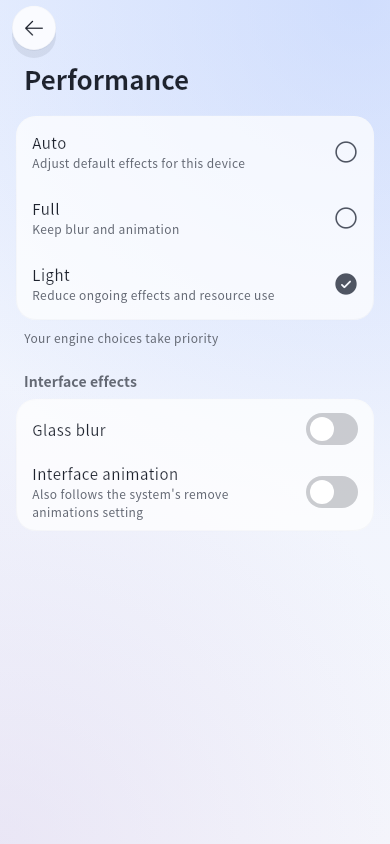 Performance
Auto
Adjust default effects for this device
Full
Keep blur and animation
Light
Reduce ongoing effects and resource use
Your engine choices take priority
Interface effects
Glass blur
Interface animation
Also follows the system's remove
animations setting